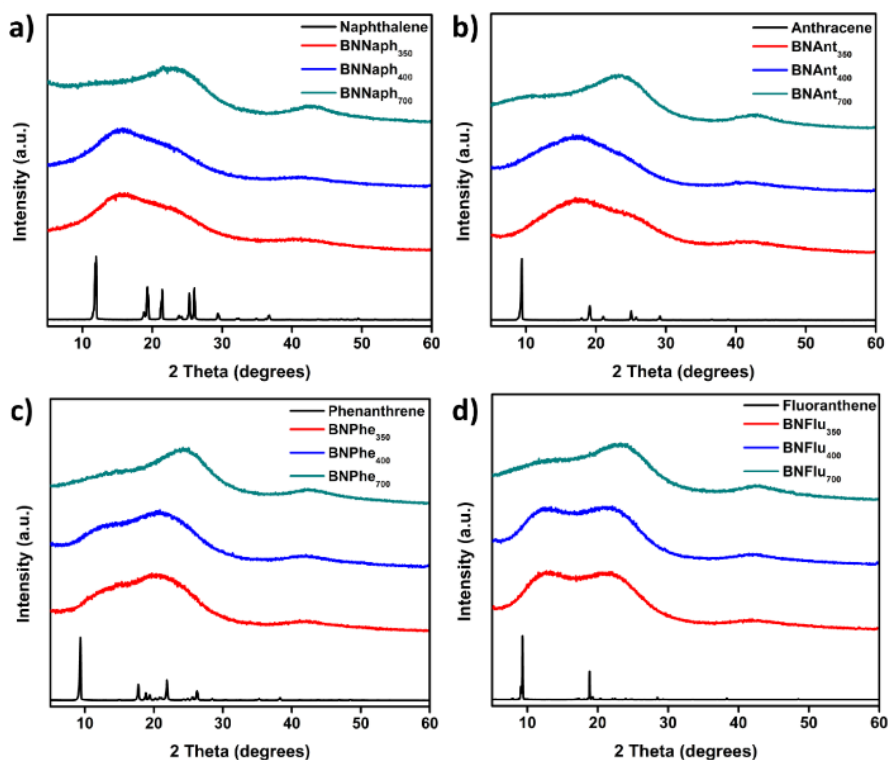 a)
Naphthalene
BNNaph350
BNNaph400
BNNaph700
Intensity (a.u.)
10 20 30 40 50 60
2 Theta (degrees)
b)
Anthracene
BNAnt350
BNAnt400
BNAnt700
Intensity (a.u.)
10 20 30 40 50 60
2 Theta (degrees)
c)
Phenanthrene
BNPhe350
BNPhe400
BNPhe700
Intensity (a.u.)
10 20 30 40 50 60
2 Theta (degrees)
d)
Fluoranthene
BNFlu350
BNFlu400
BNFlu700
Intensity (a.u.)
10 20 30 40 50 60
2 Theta (degrees)